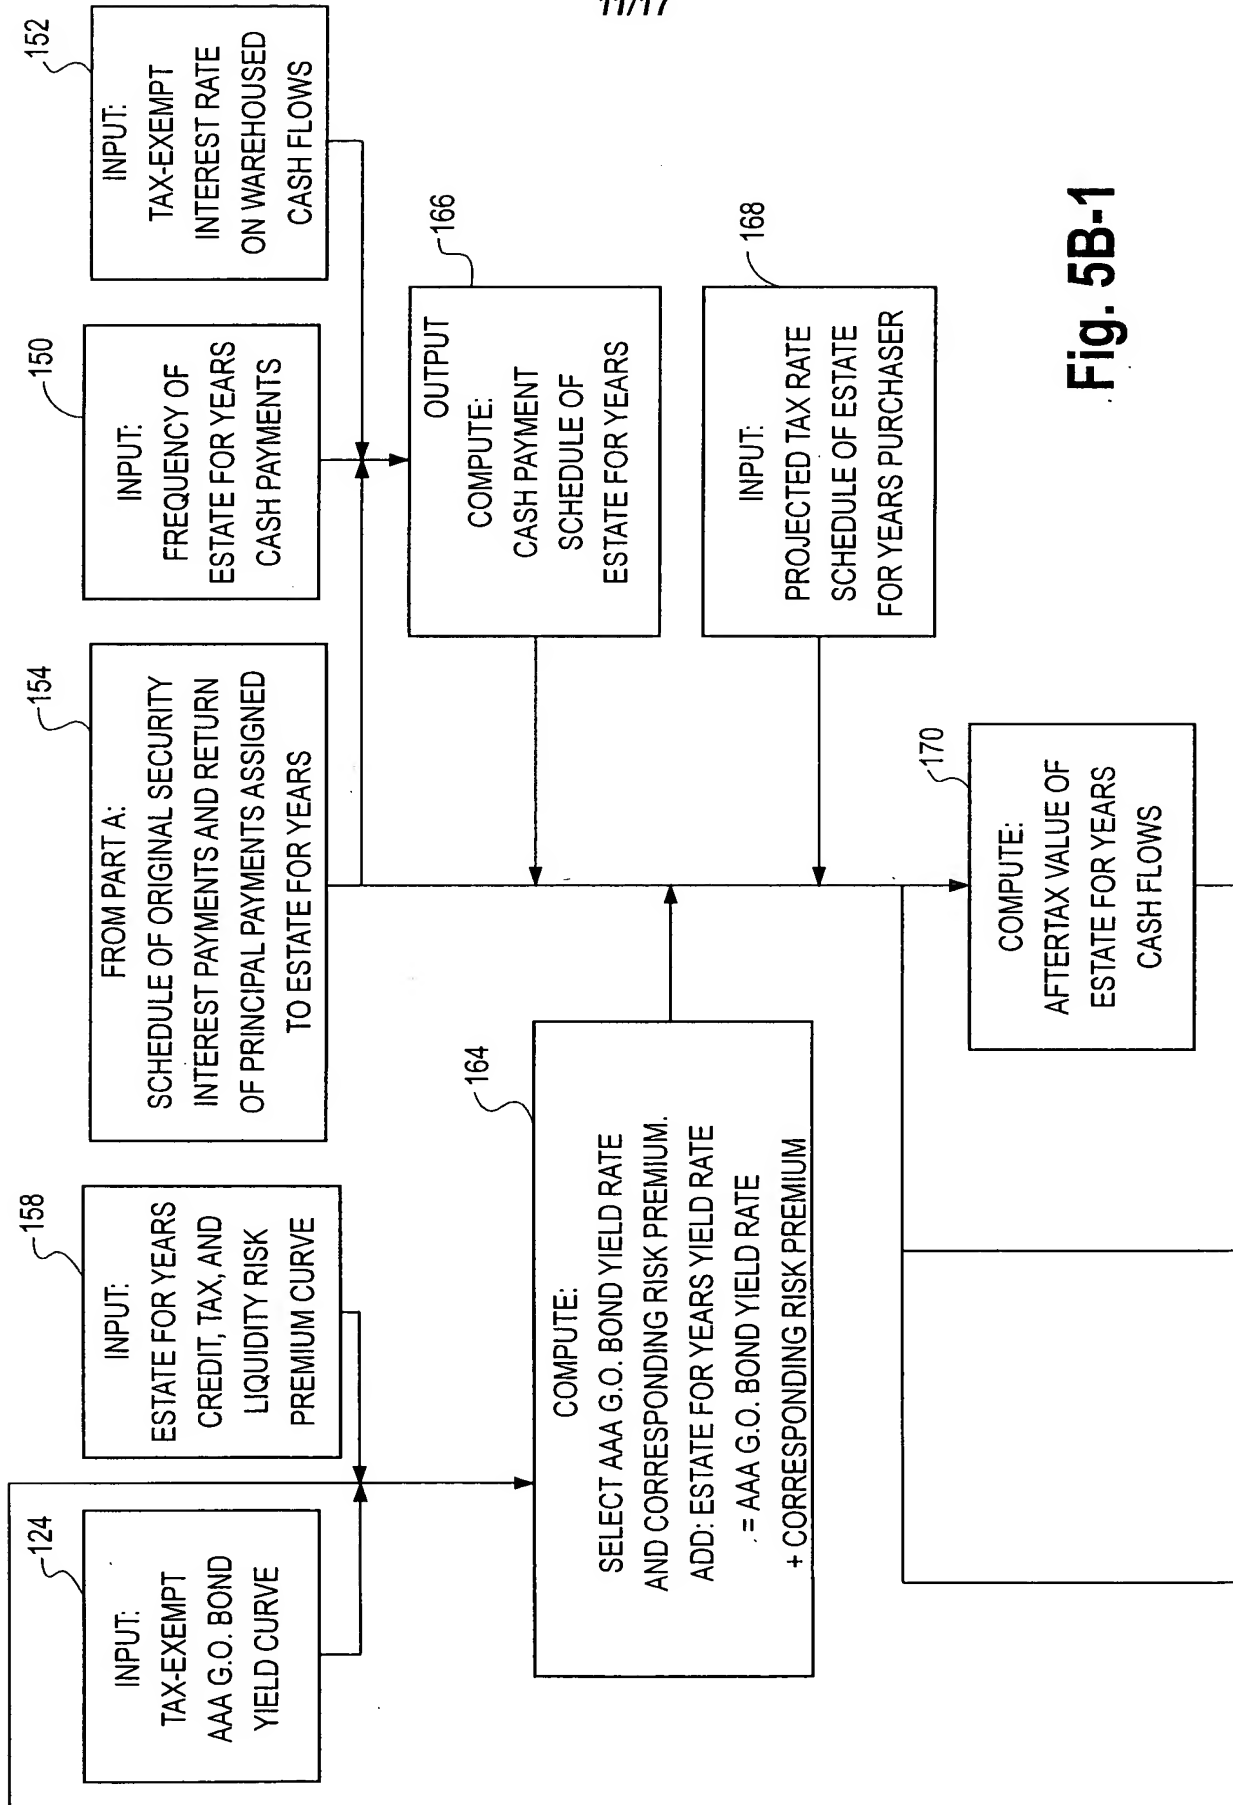 11/17
124
INPUT:
TAX-EXEMPT
AAA G.O. BOND
YIELD CURVE
158
INPUT:
ESTATE FOR YEARS
CREDIT, TAX, AND
LIQUIDITY RISK
PREMIUM CURVE
154
FROM PART A:
SCHEDULE OF ORIGINAL SECURITY
INTEREST PAYMENTS AND RETURN
OF PRINCIPAL PAYMENTS ASSIGNED
TO ESTATE FOR YEARS
150
INPUT:
FREQUENCY OF
ESTATE FOR YEARS
CASH PAYMENTS
152
INPUT:
TAX-EXEMPT
INTEREST RATE
ON WAREHOUSED
CASH FLOWS
164
COMPUTE:
SELECT AAA G.O. BOND YIELD RATE
AND CORRESPONDING RISK PREMIUM.
ADD: ESTATE FOR YEARS YIELD RATE
= AAA G.O. BOND YIELD RATE
+ CORRESPONDING RISK PREMIUM
166
OUTPUT
COMPUTE:
CASH PAYMENT
SCHEDULE OF
ESTATE FOR YEARS
168
INPUT:
PROJECTED TAX RATE
SCHEDULE OF ESTATE
FOR YEARS PURCHASER
170
COMPUTE:
AFTERTAX VALUE OF
ESTATE FOR YEARS
CASH FLOWS
Fig. 5B-1